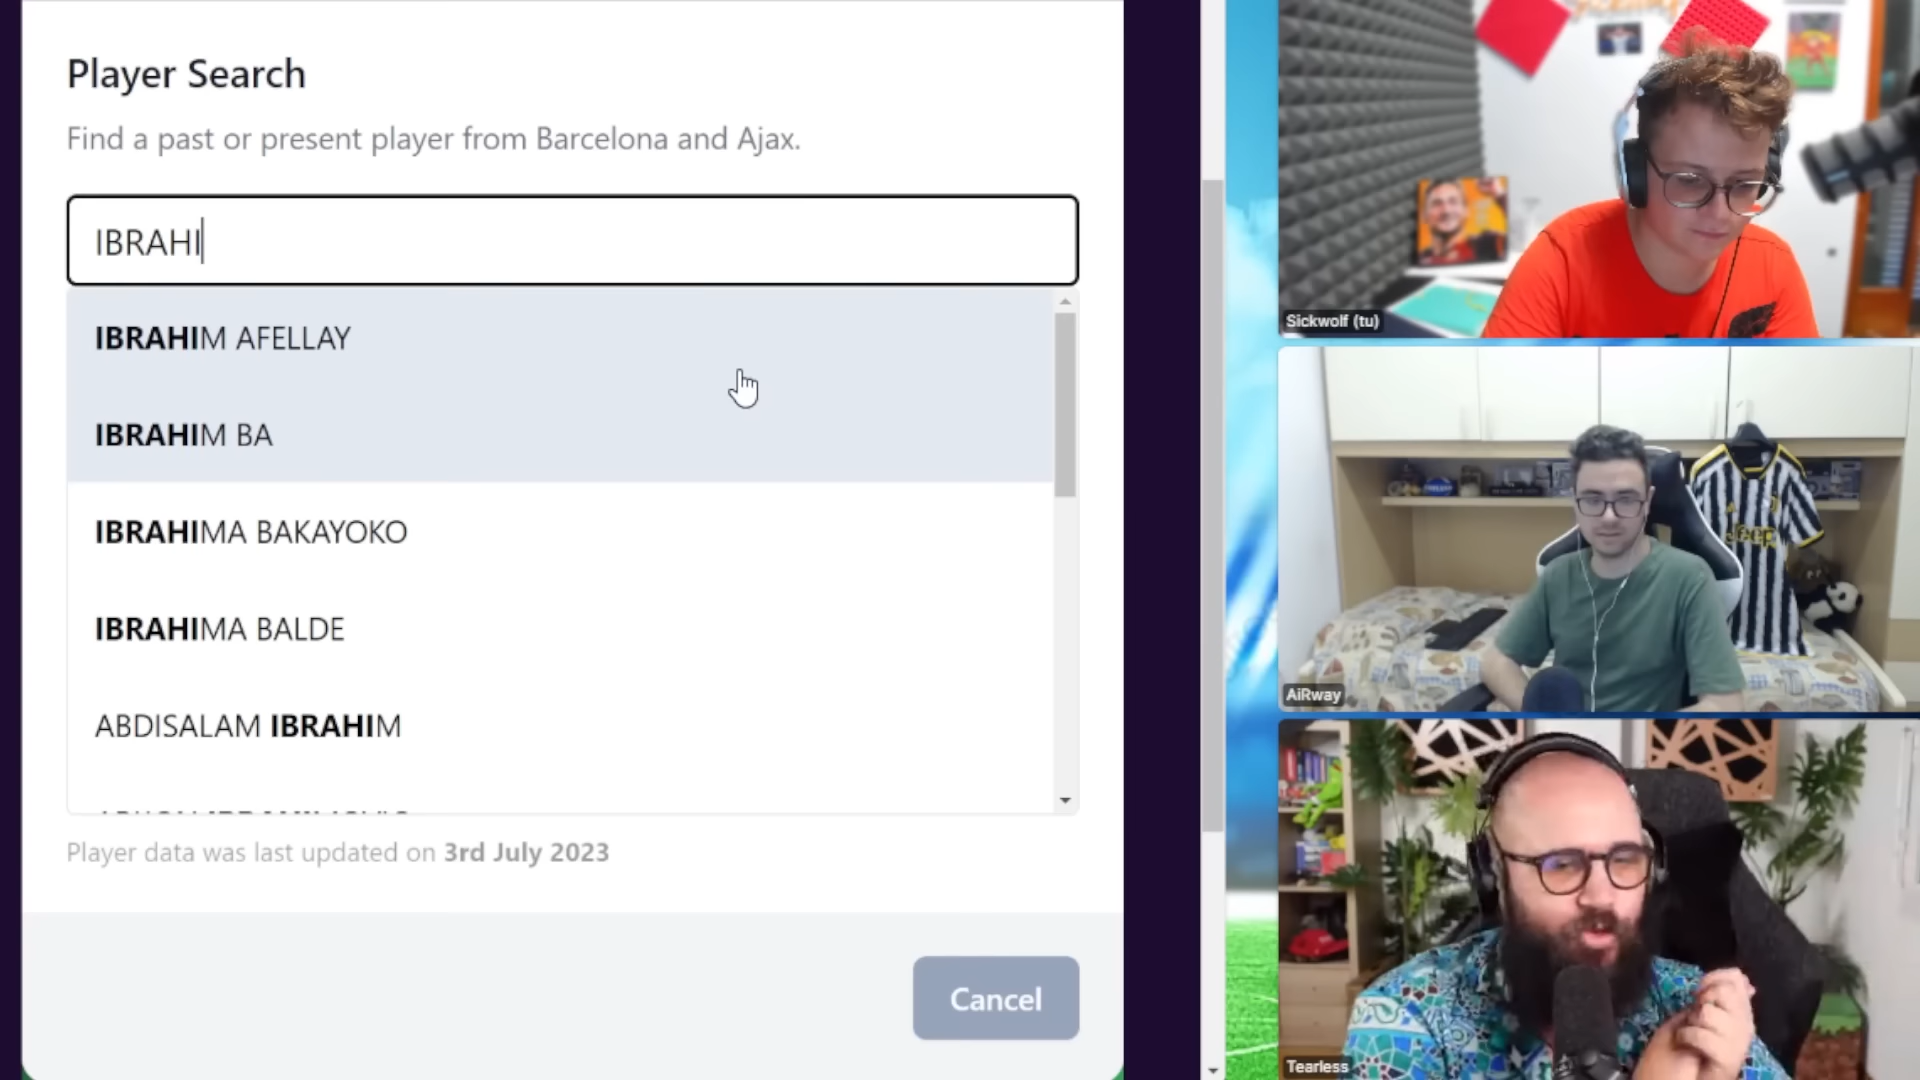 Player Search
Find a past or present player from Barcelona and Ajax.
IBRAHI
IBRAHIM AFELLAY
IBRAHIM BA
IBRAHIMA BAKAYOKO
IBRAHIMA BALDE
ABDISALAM IBRAHIM
Player data was last updated on 3rd July 2023
Cancel
Sickwolf (tu)
Jeep
AiRway
Tearless